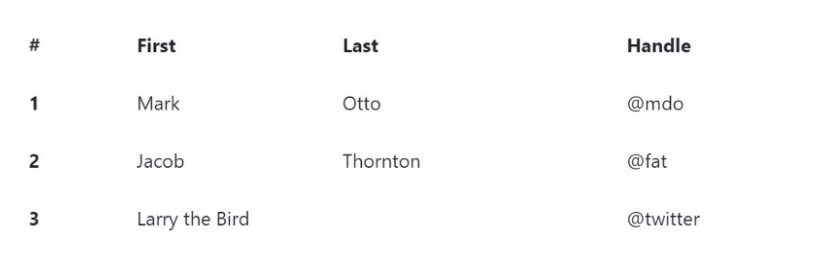 # First Last Handle
1 Mark Otto @mdo
2 Jacob Thornton @fat
3 Larry the Bird @twitter